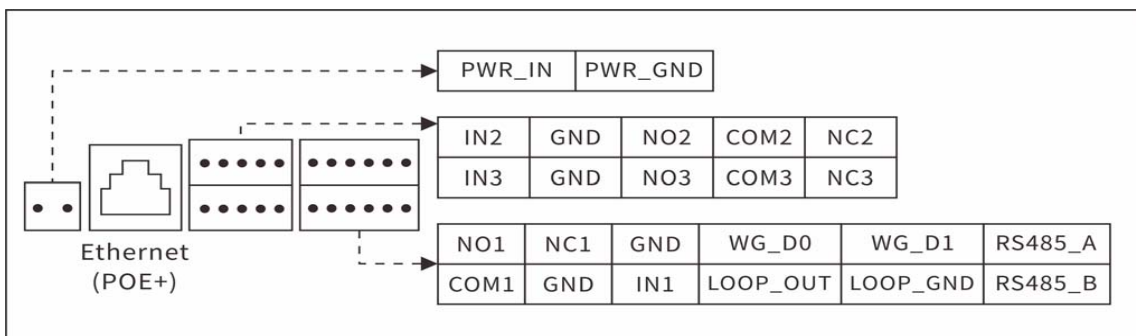 PWR_IN PWR_GND
IN2 GND NO2 COM2 NC2
IN3 GND NO3 COM3 NC3
Ethernet
(POE+)
NO1 NC1 GND WG_D0 WG_D1 RS485_A
COM1 GND IN1 LOOP_OUT LOOP_GND RS485_B